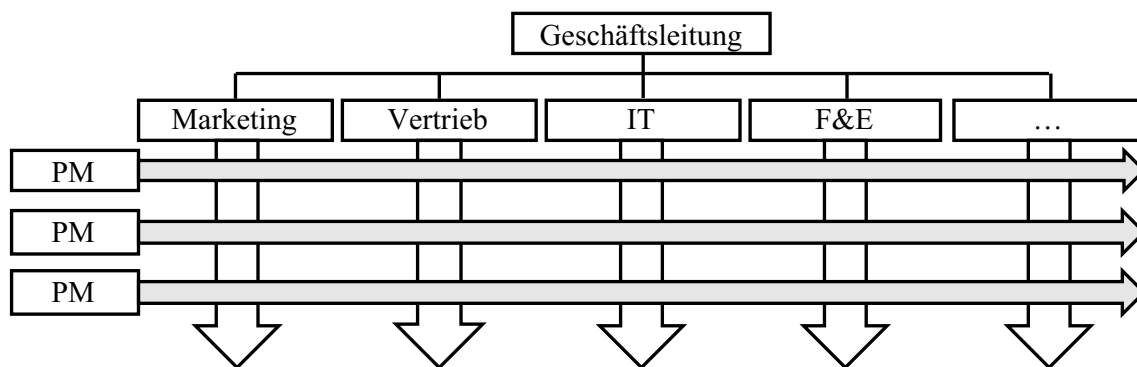 Geschäftsleitung
Marketing
Vertrieb
IT
F&E
…
PM
PM
PM